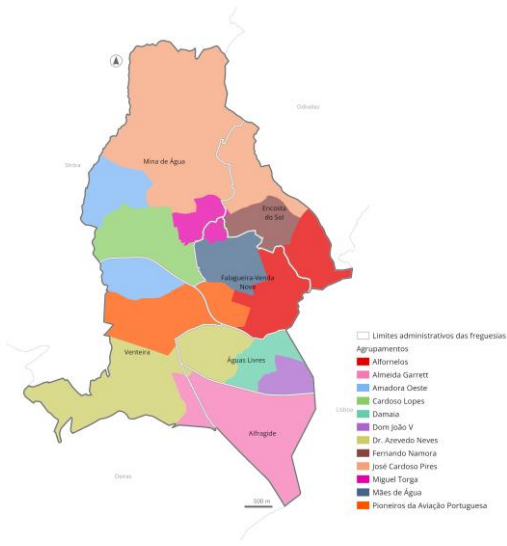 Odivelas
Mina de Água
Sintra
Encosta
do Sol
Falagueira-Venda
Nova
Limites administrativos das freguesias
Agrupamentos
Venteira
Águas Livres
Alfornelos
Almeida Garrett
Amadora Oeste
Cardoso Lopes
Damaia
Lisboa
Dom João V
Dr. Azevedo Neves
Alfragide
Fernando Namora
José Cardoso Pires
Oeiras
Miguel Torga
Mães de Água
500 m
Pioneiros da Aviação Portuguesa